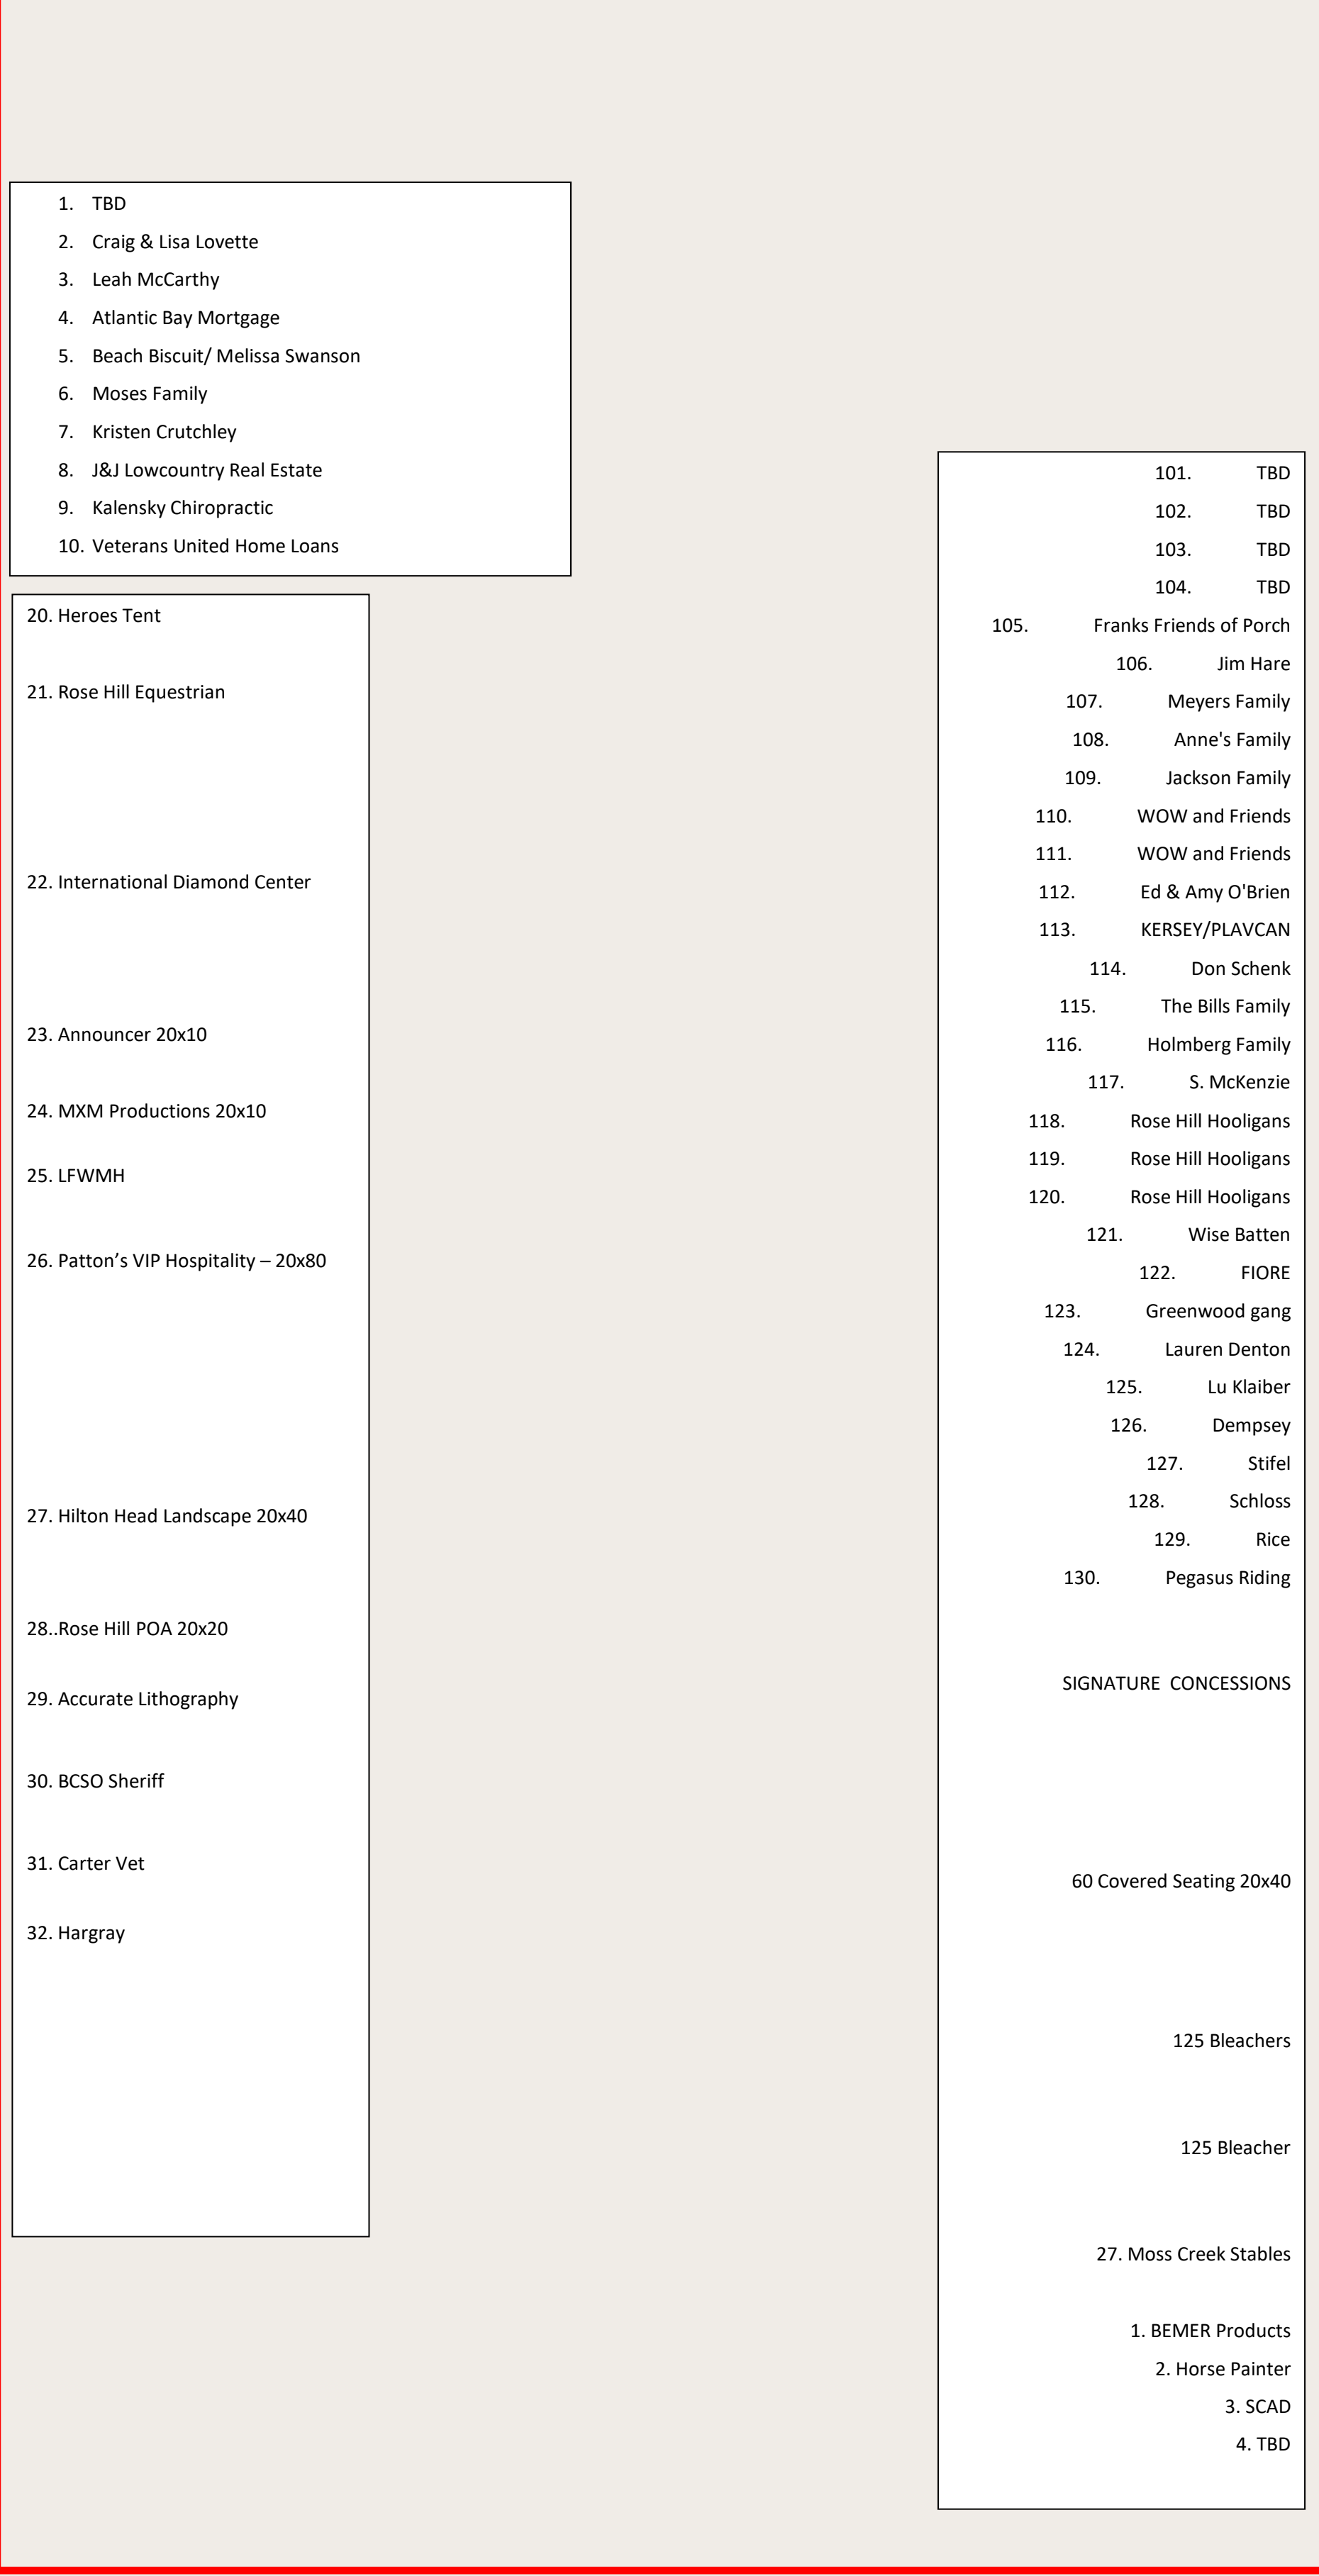 1. TBD
2. Craig & Lisa Lovette
3. Leah McCarthy
4. Atlantic Bay Mortgage
5. Beach Biscuit/ Melissa Swanson
6. Moses Family
7. Kristen Crutchley
8. J&J Lowcountry Real Estate
9. Kalensky Chiropractic
10. Veterans United Home Loans
20. Heroes Tent
21. Rose Hill Equestrian
22. International Diamond Center
23. Announcer 20x10
24. MXM Productions 20x10
25. LFWMH
26. Patton’s VIP Hospitality – 20x80
27. Hilton Head Landscape 20x40
28..Rose Hill POA 20x20
29. Accurate Lithography
30. BCSO Sheriff
31. Carter Vet
32. Hargray
101. TBD
102. TBD
103. TBD
104. TBD
105. Franks Friends of Porch
106. Jim Hare
107. Meyers Family
108. Anne's Family
109. Jackson Family
110. WOW and Friends
111. WOW and Friends
112. Ed & Amy O'Brien
113. KERSEY/PLAVCAN
114. Don Schenk
115. The Bills Family
116. Holmberg Family
117. S. McKenzie
118. Rose Hill Hooligans
119. Rose Hill Hooligans
120. Rose Hill Hooligans
121. Wise Batten
122. FIORE
123. Greenwood gang
124. Lauren Denton
125. Lu Klaiber
126. Dempsey
127. Stifel
128. Schloss
129. Rice
130. Pegasus Riding
SIGNATURE CONCESSIONS
60 Covered Seating 20x40
125 Bleachers
125 Bleacher
27. Moss Creek Stables
1. BEMER Products
2. Horse Painter
3. SCAD
4. TBD